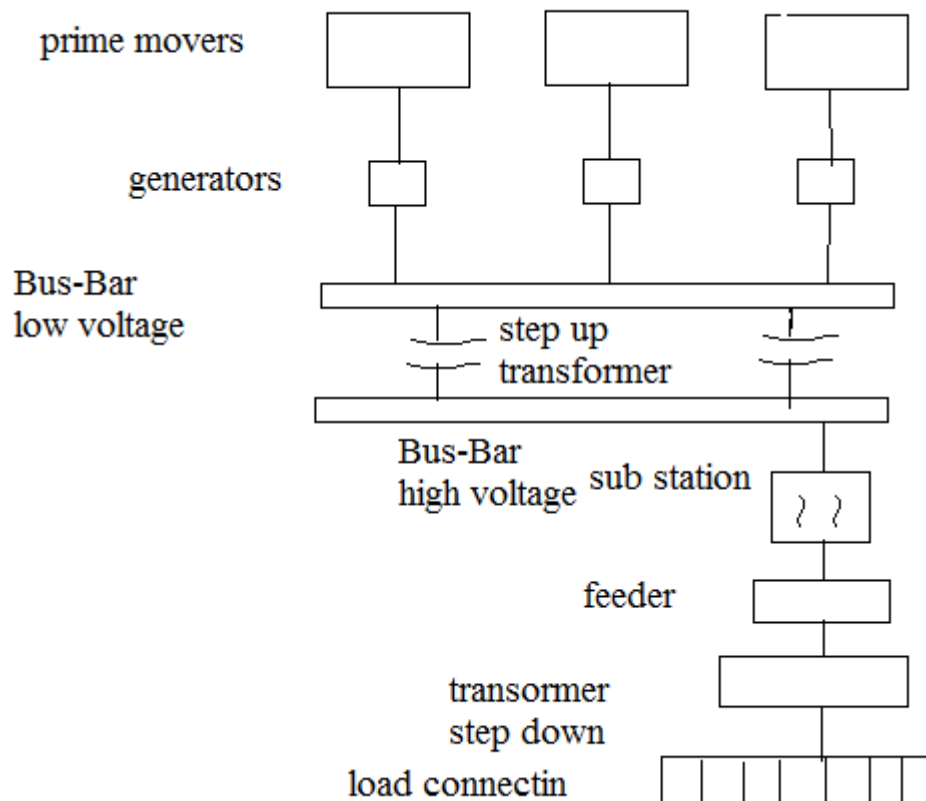 prime movers
generators
Bus-Bar
low voltage
step up
transformer
Bus-Bar
high voltage
sub station
feeder
transormer
step down
load connectin